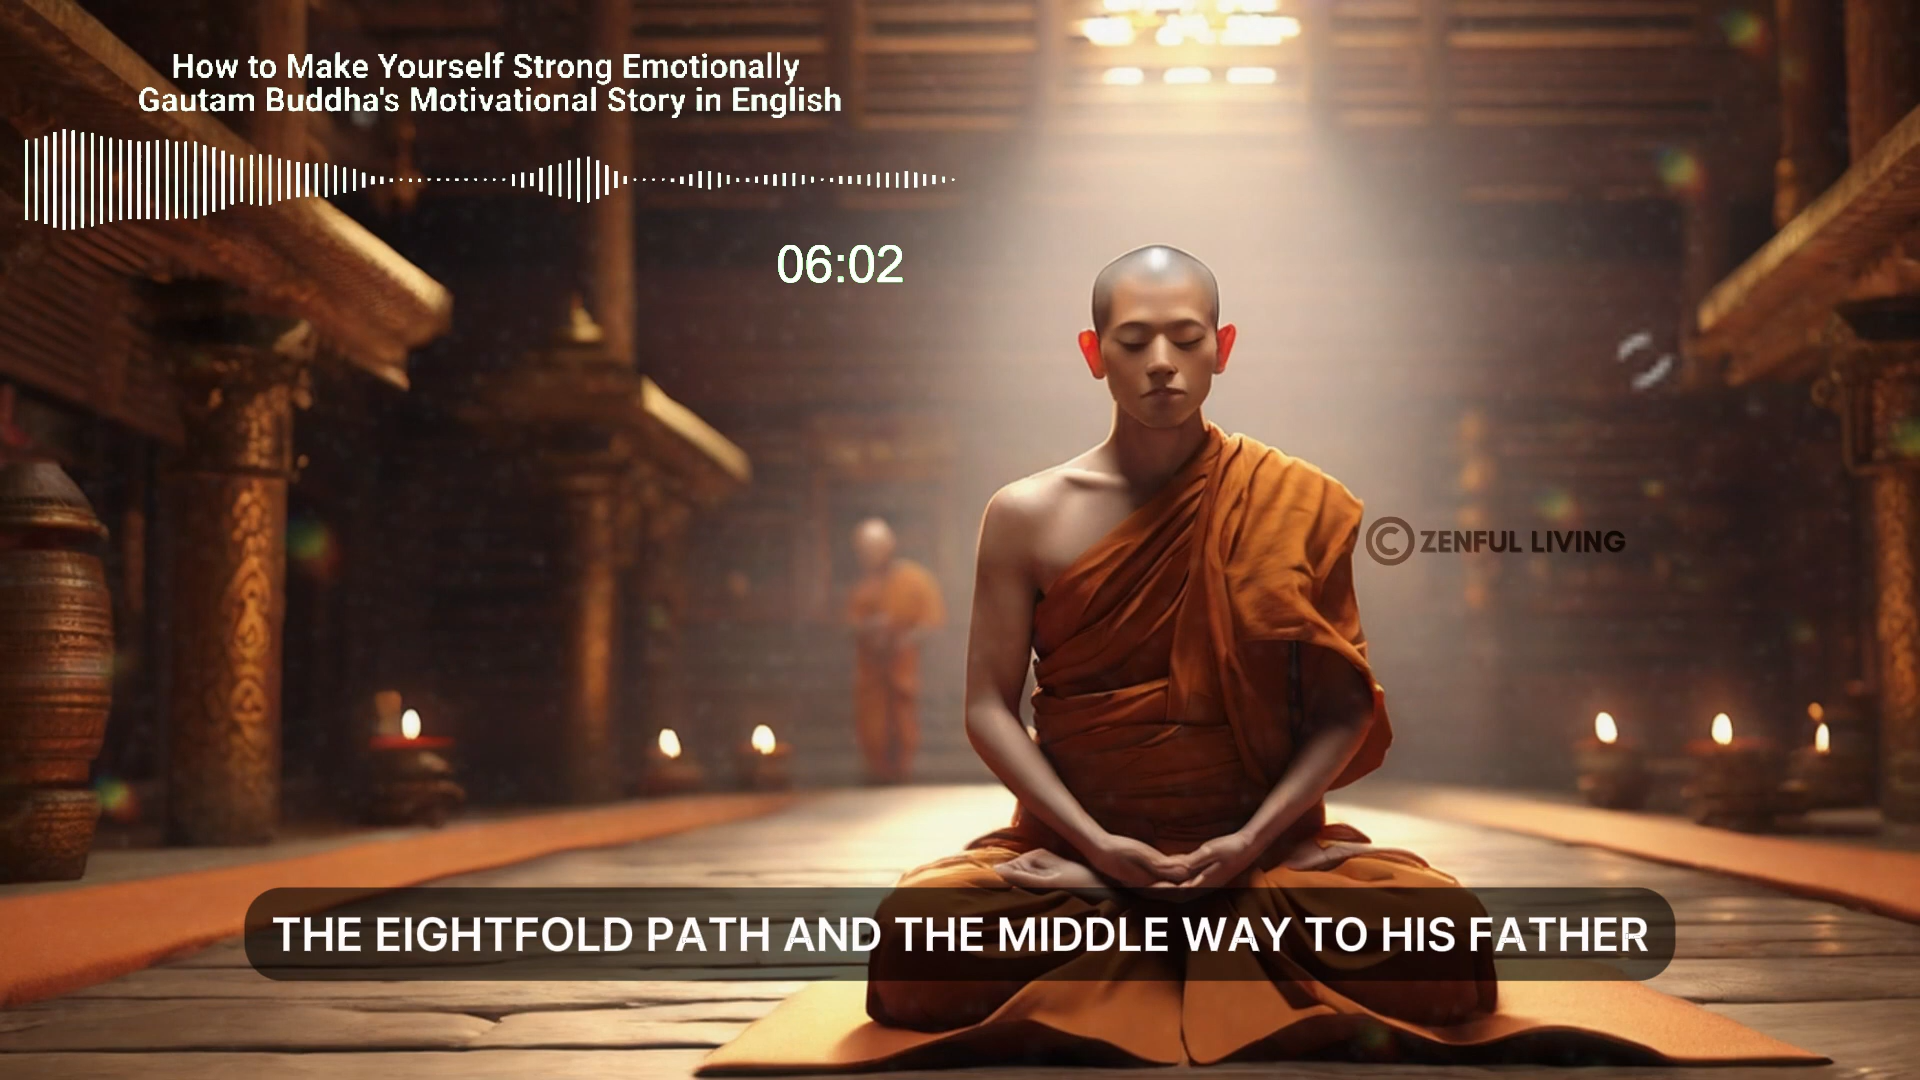 How to Make Yourself Strong Emotionally
Gautam Buddha's Motivational Story in English
06:02
© ZENFUL LIVING
THE EIGHTFOLD PATH AND THE MIDDLE WAY TO HIS FATHER